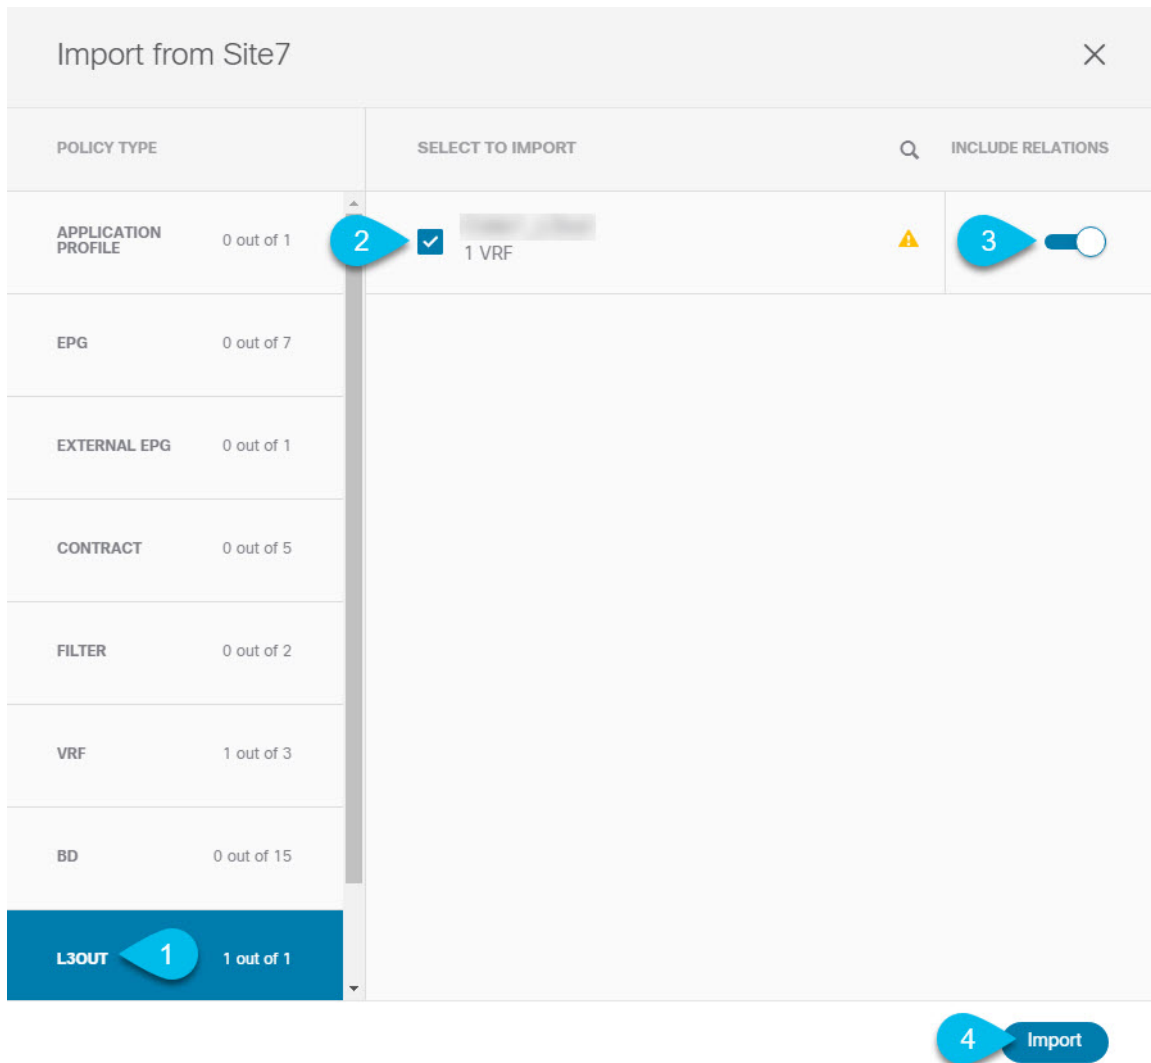 Import from Site7
POLICY TYPE
SELECT TO IMPORT
INCLUDE RELATIONS
APPLICATION
PROFILE
0 out of 1
2
1 VRF
3
EPG
0 out of 7
EXTERNAL EPG
0 out of 1
CONTRACT
0 out of 5
FILTER
0 out of 2
VRF
1 out of 3
BD
0 out of 15
L3OUT
1
1 out of 1
4
Import